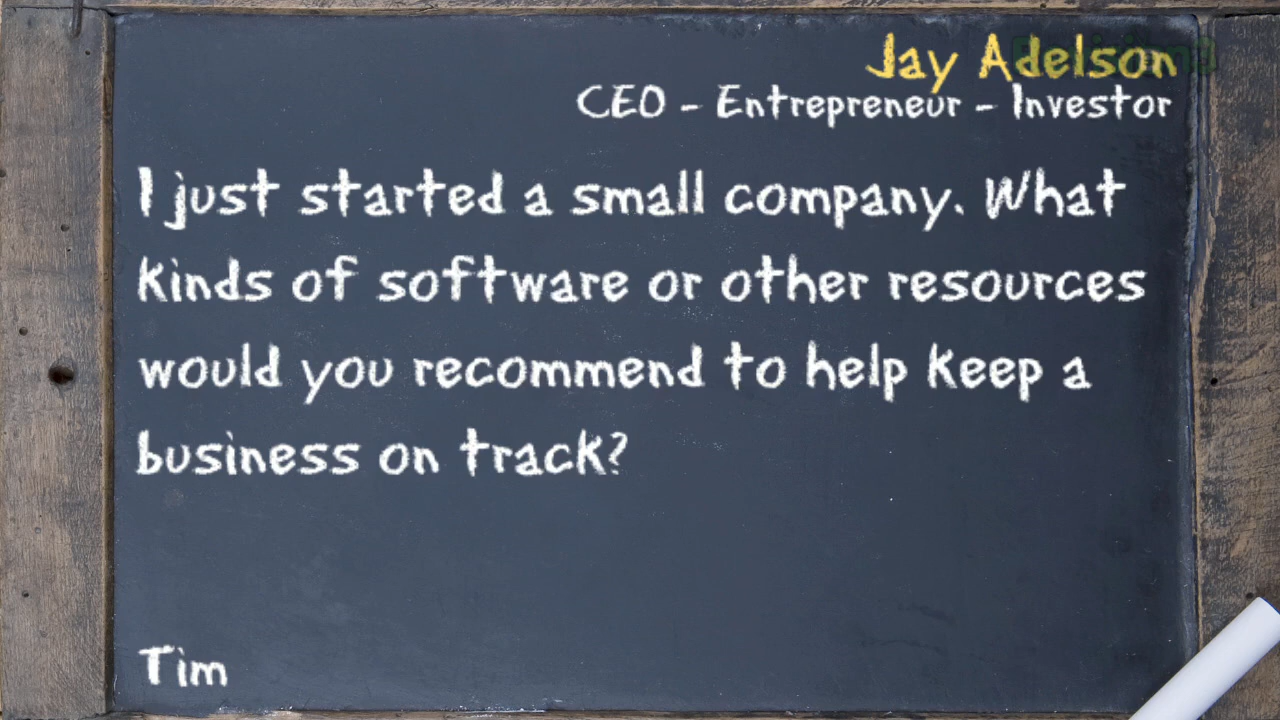 Jay Adelson
CEO - Entrepreneur - Investor
I just started a small company. What
kinds of software or other resources
would you recommend to help keep a
business on track?
Tim